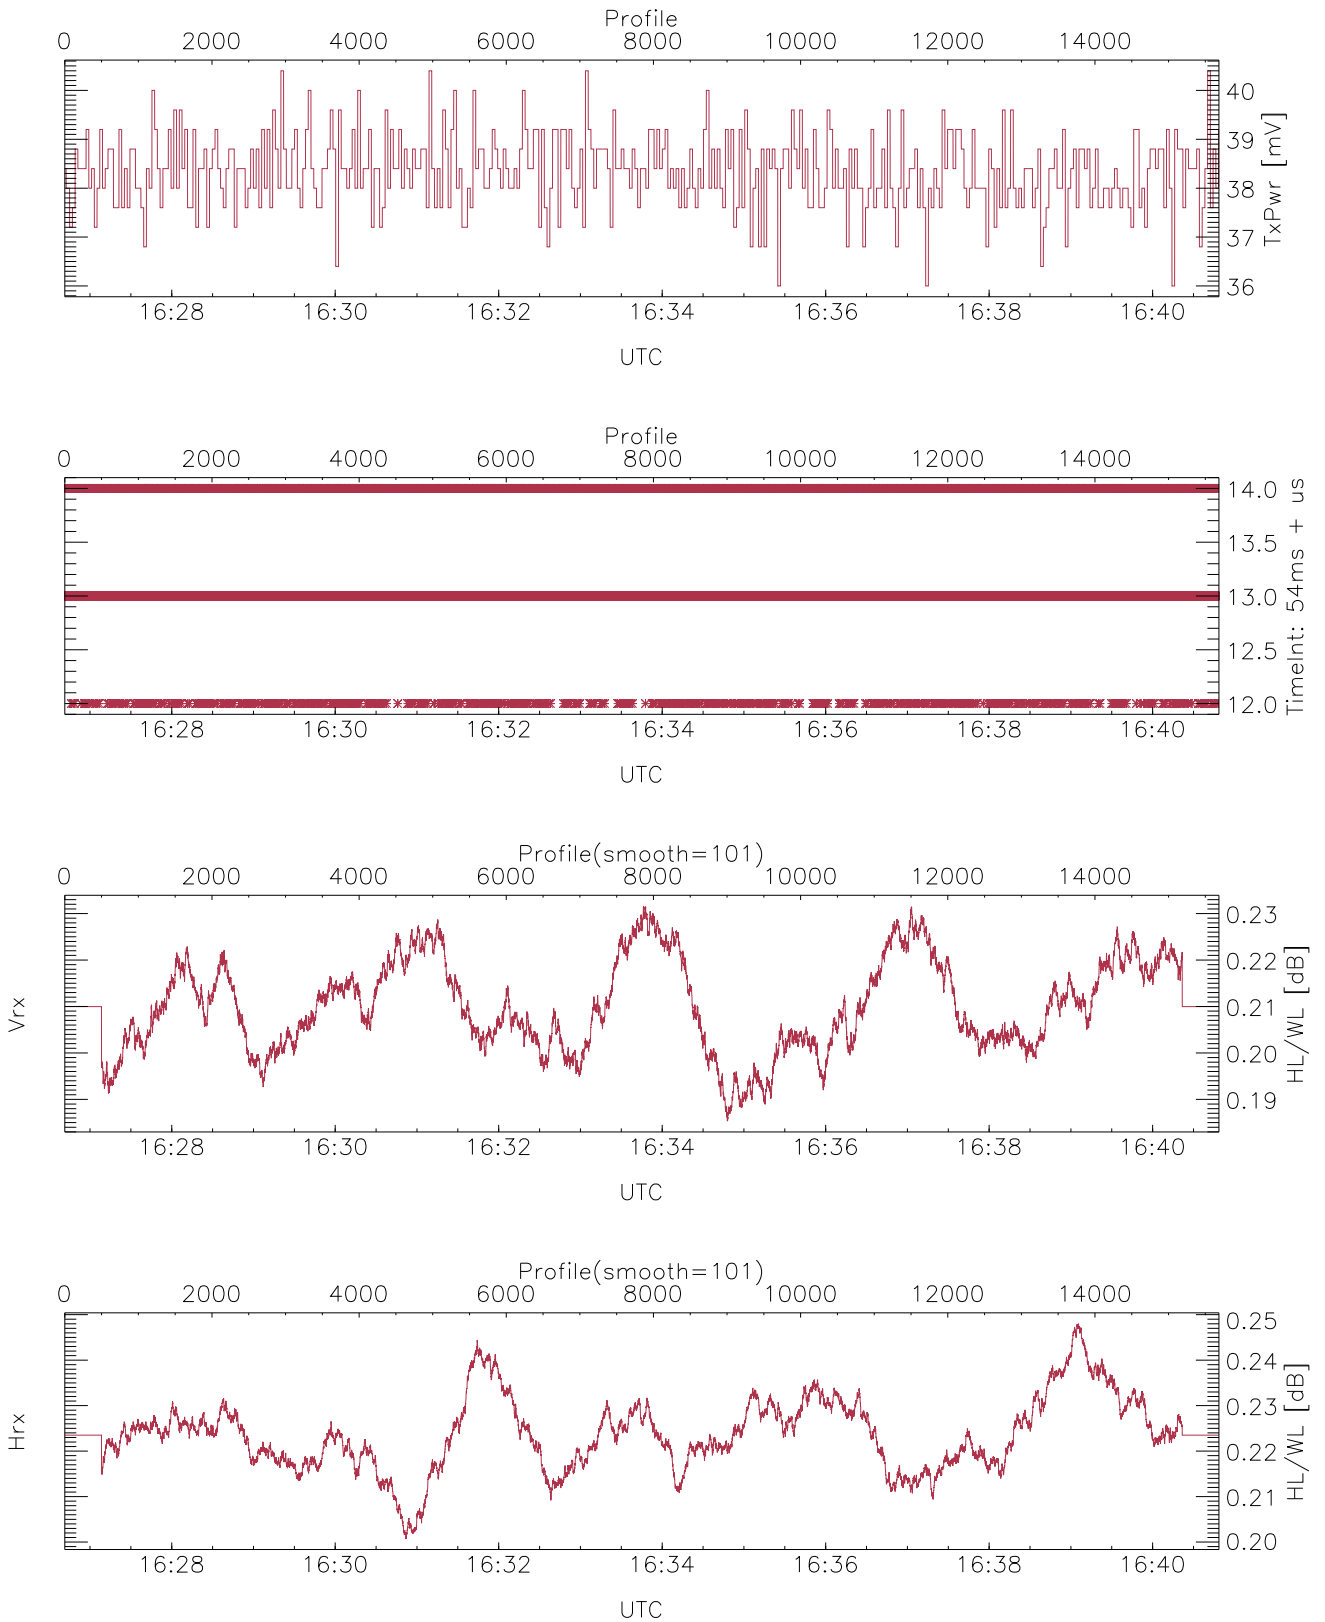 Profile
0 2000 4000 6000 8000 10000 12000 14000
40
39
38
37
36
TxPwr [mV]
16:28 16:30 16:32 16:34 16:36 16:38 16:40
UTC
Profile
0 2000 4000 6000 8000 10000 12000 14000
14.0
13.5
13.0
12.5
12.0
TimeInt: 54ms + us
16:28 16:30 16:32 16:34 16:36 16:38 16:40
UTC
Profile(smooth=101)
0 2000 4000 6000 8000 10000 12000 14000
Vrx
0.23
0.22
0.21
0.20
0.19
HL/WL [dB]
16:28 16:30 16:32 16:34 16:36 16:38 16:40
UTC
Profile(smooth=101)
0 2000 4000 6000 8000 10000 12000 14000
Hrx
0.25
0.24
0.23
0.22
0.21
0.20
HL/WL [dB]
16:28 16:30 16:32 16:34 16:36 16:38 16:40
UTC